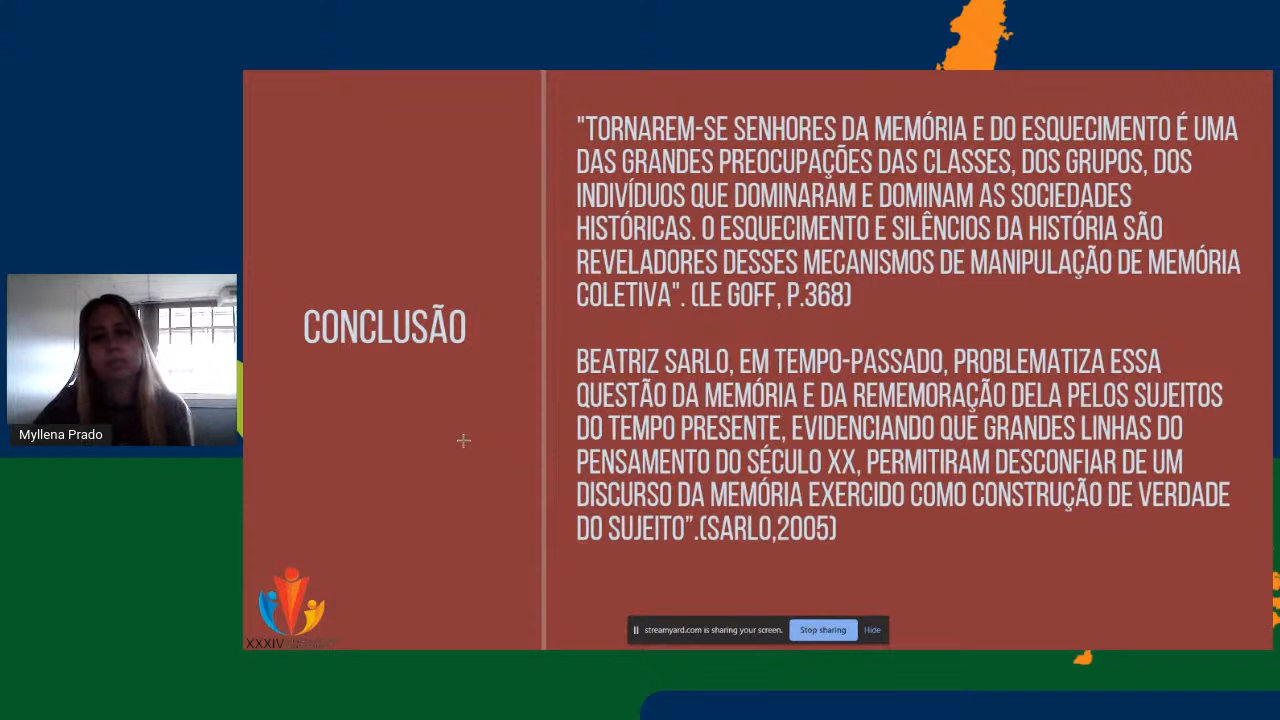 "TORNAREM-SE SENHORES DA MEMÓRIA E DO ESQUECIMENTO É UMA
DAS GRANDES PREOCUPAÇÕES DAS CLASSES, DOS GRUPOS, DOS
INDIVÍDUOS QUE DOMINARAM E DOMINAM AS SOCIEDADES
HISTÓRICAS. O ESQUECIMENTO E SILÊNCIOS DA HISTÓRIA SÃO
REVELADORES DESSES MECANISMOS DE MANIPULAÇÃO DE MEMÓRIA
COLETIVA". (LE GOFF, P.368)
CONCLUSÃO
BEATRIZ SARLO, EM TEMPO-PASSADO, PROBLEMATIZA ESSA
QUESTÃO DA MEMÓRIA E DA REMEMORAÇÃO DELA PELOS SUJEITOS
DO TEMPO PRESENTE, EVIDENCIANDO QUE GRANDES LINHAS DO
PENSAMENTO DO SÉCULO XX, PERMITIRAM DESCONFIAR DE UM
DISCURSO DA MEMÓRIA EXERCIDO COMO CONSTRUÇÃO DE VERDADE
DO SUJEITO”.(SARLO,2005)
Myllena Prado
streamyard.com is sharing your screen. Stop sharing Hide
XXXIV